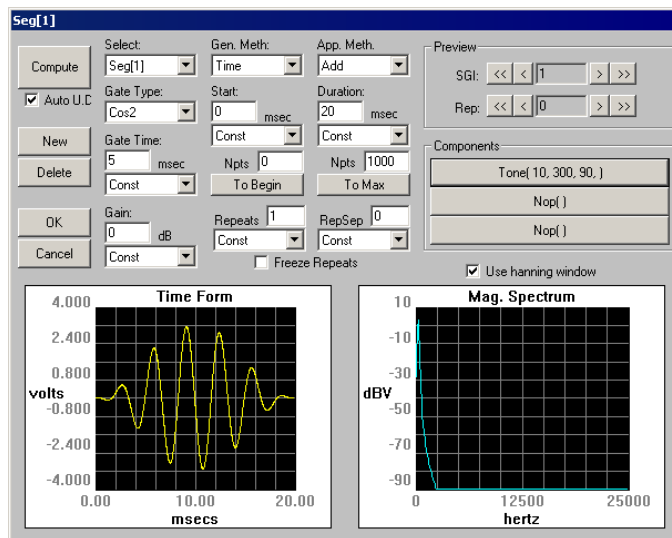 Seg[1]
Compute
Auto U.D
New
Delete
OK
Cancel
Select:
Seg[1]
Gate Type:
Cos2
Gate Time:
5 msec
Const
Gain:
0 dB
Const
Gen. Meth:
Time
Start:
0 msec
Const
Npts 0
To Begin
Repeats 1
Const
App. Meth.
Add
Duration:
20 msec
Const
Npts 1000
To Max
RepSep 0
Const
Freeze Repeats
Preview
SGI: << < 1 > >>
Rep: << < 0 > >>
Components
Tone( 10, 300, 90, )
Nop( )
Nop( )
Use hanning window
Time Form
4.000
2.400
0.800
volts
-0.800
-2.400
-4.000
0.00 10.00 20.00
msecs
Mag. Spectrum
10
-10
-30
dBV
-50
-70
-90
0 12500 25000
hertz